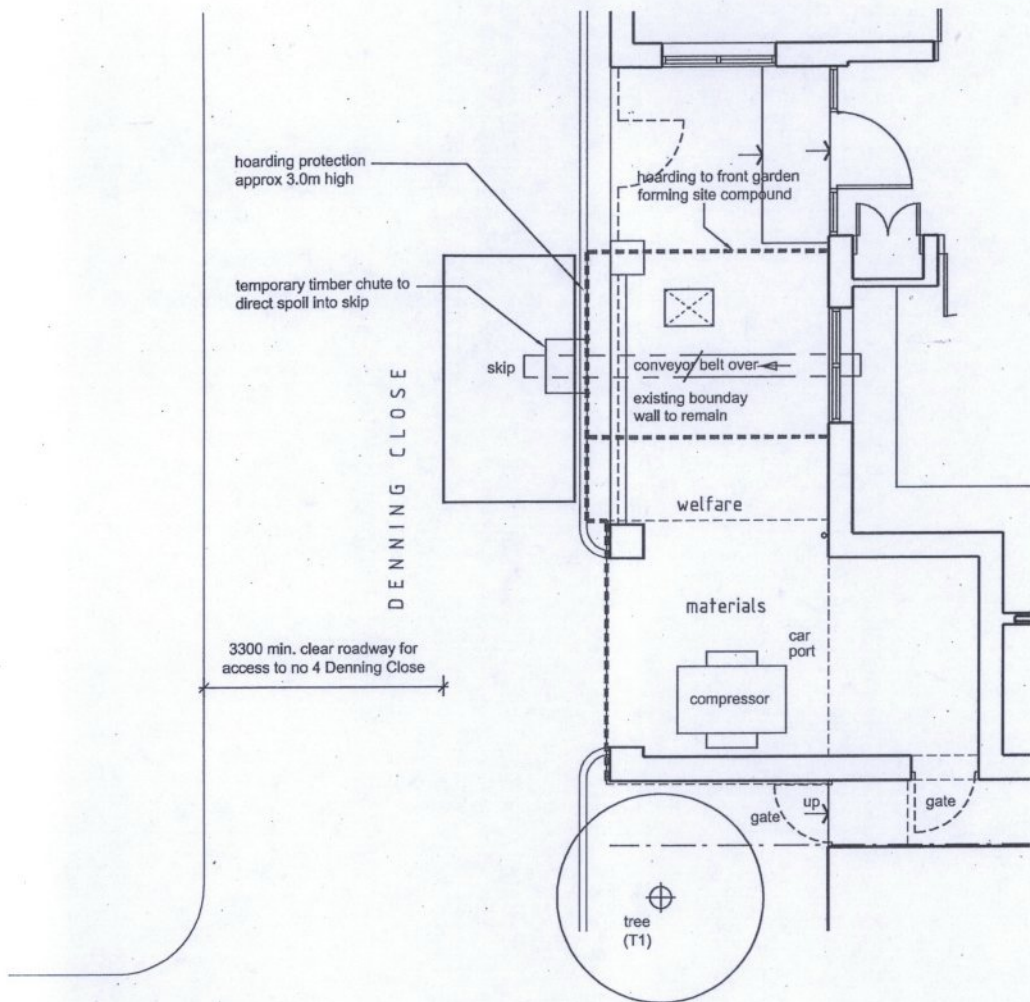 hoarding protection
approx 3.0m high
hoarding to front garden
forming site compound
temporary timber chute to
direct spoil into skip
skip
conveyor belt over
existing bounday
wall to remain
DENNING CLOSE
welfare
materials
car
port
3300 min. clear roadway for
access to no 4 Denning Close
compressor
gate
up
gate
tree
(T1)